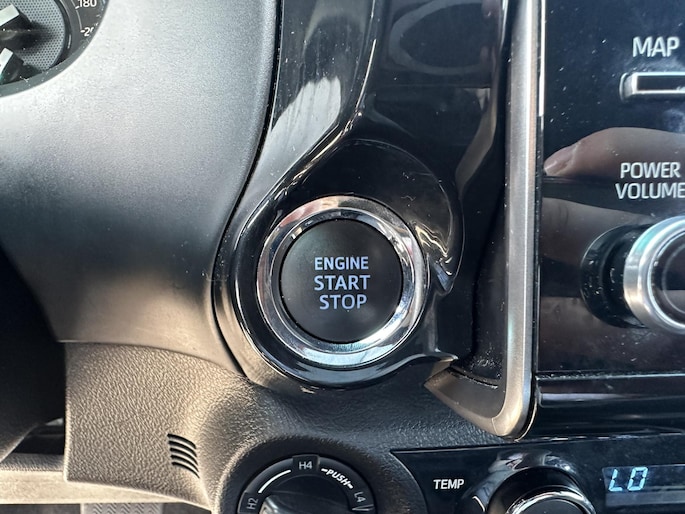 180
MAP
POWER
VOLUME
ENGINE
START
STOP
H2
H4
PUSH
L4
TEMP
LO